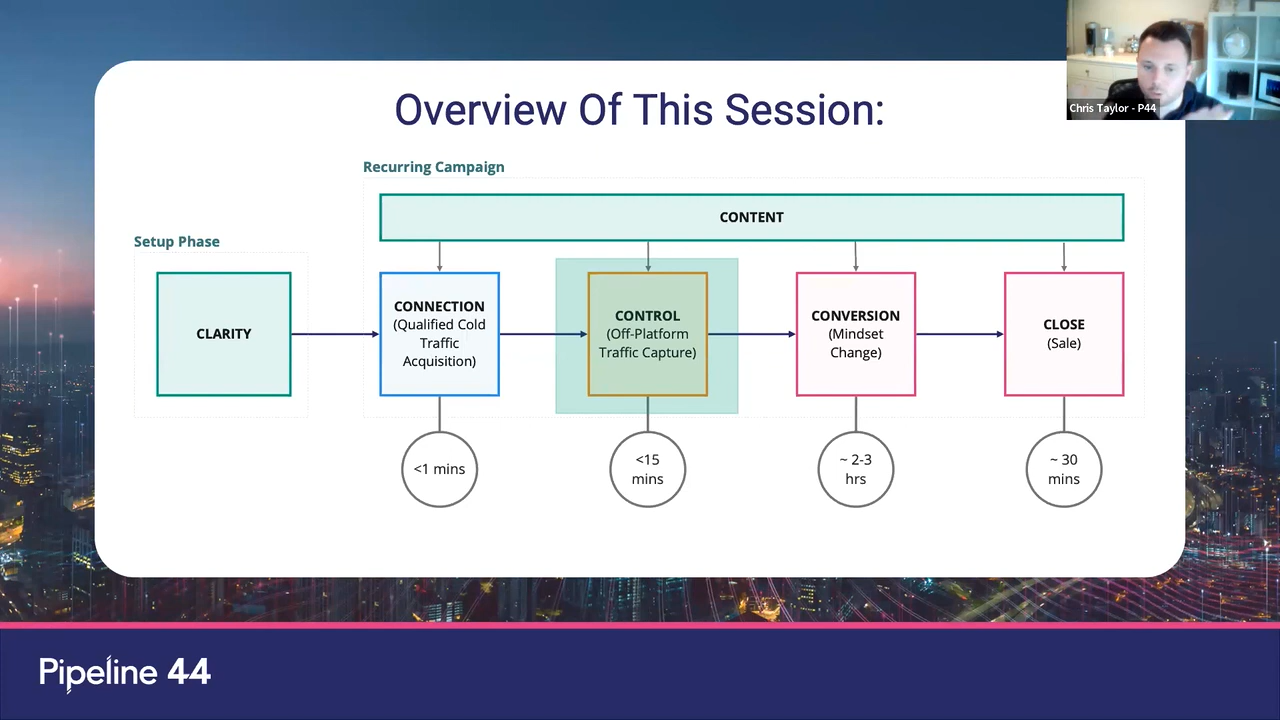 Chris Taylor - P44
Overview Of This Session:
Recurring Campaign
CONTENT
Setup Phase
CLARITY
CONNECTION
(Qualified Cold
Traffic
Acquisition)
CONTROL
(Off-Platform
Traffic Capture)
CONVERSION
(Mindset
Change)
CLOSE
(Sale)
<1 mins
<15
mins
~ 2-3
hrs
~ 30
mins
Pipeline 44